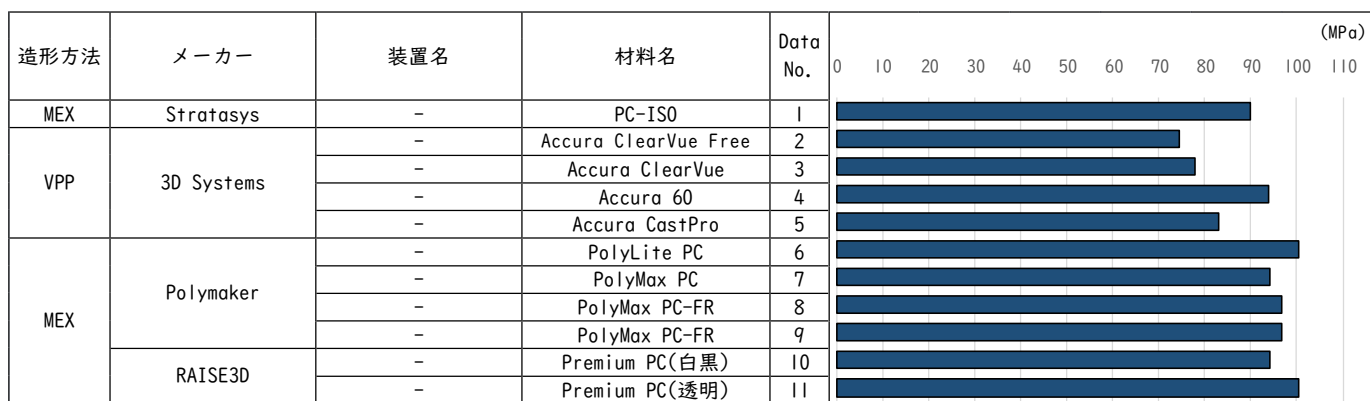 (MPa)
造形方法 メーカー 装置名 材料名 Data No. 0 10 20 30 40 50 60 70 80 90 100 110
MEX Stratasys - PC-ISO 1
VPP 3D Systems - Accura ClearVue Free 2
- Accura ClearVue 3
- Accura 60 4
- Accura CastPro 5
MEX Polymaker - PolyLite PC 6
- PolyMax PC 7
- PolyMax PC-FR 8
- PolyMax PC-FR 9
RAISE3D - Premium PC(白黒) 10
- Premium PC(透明) 11